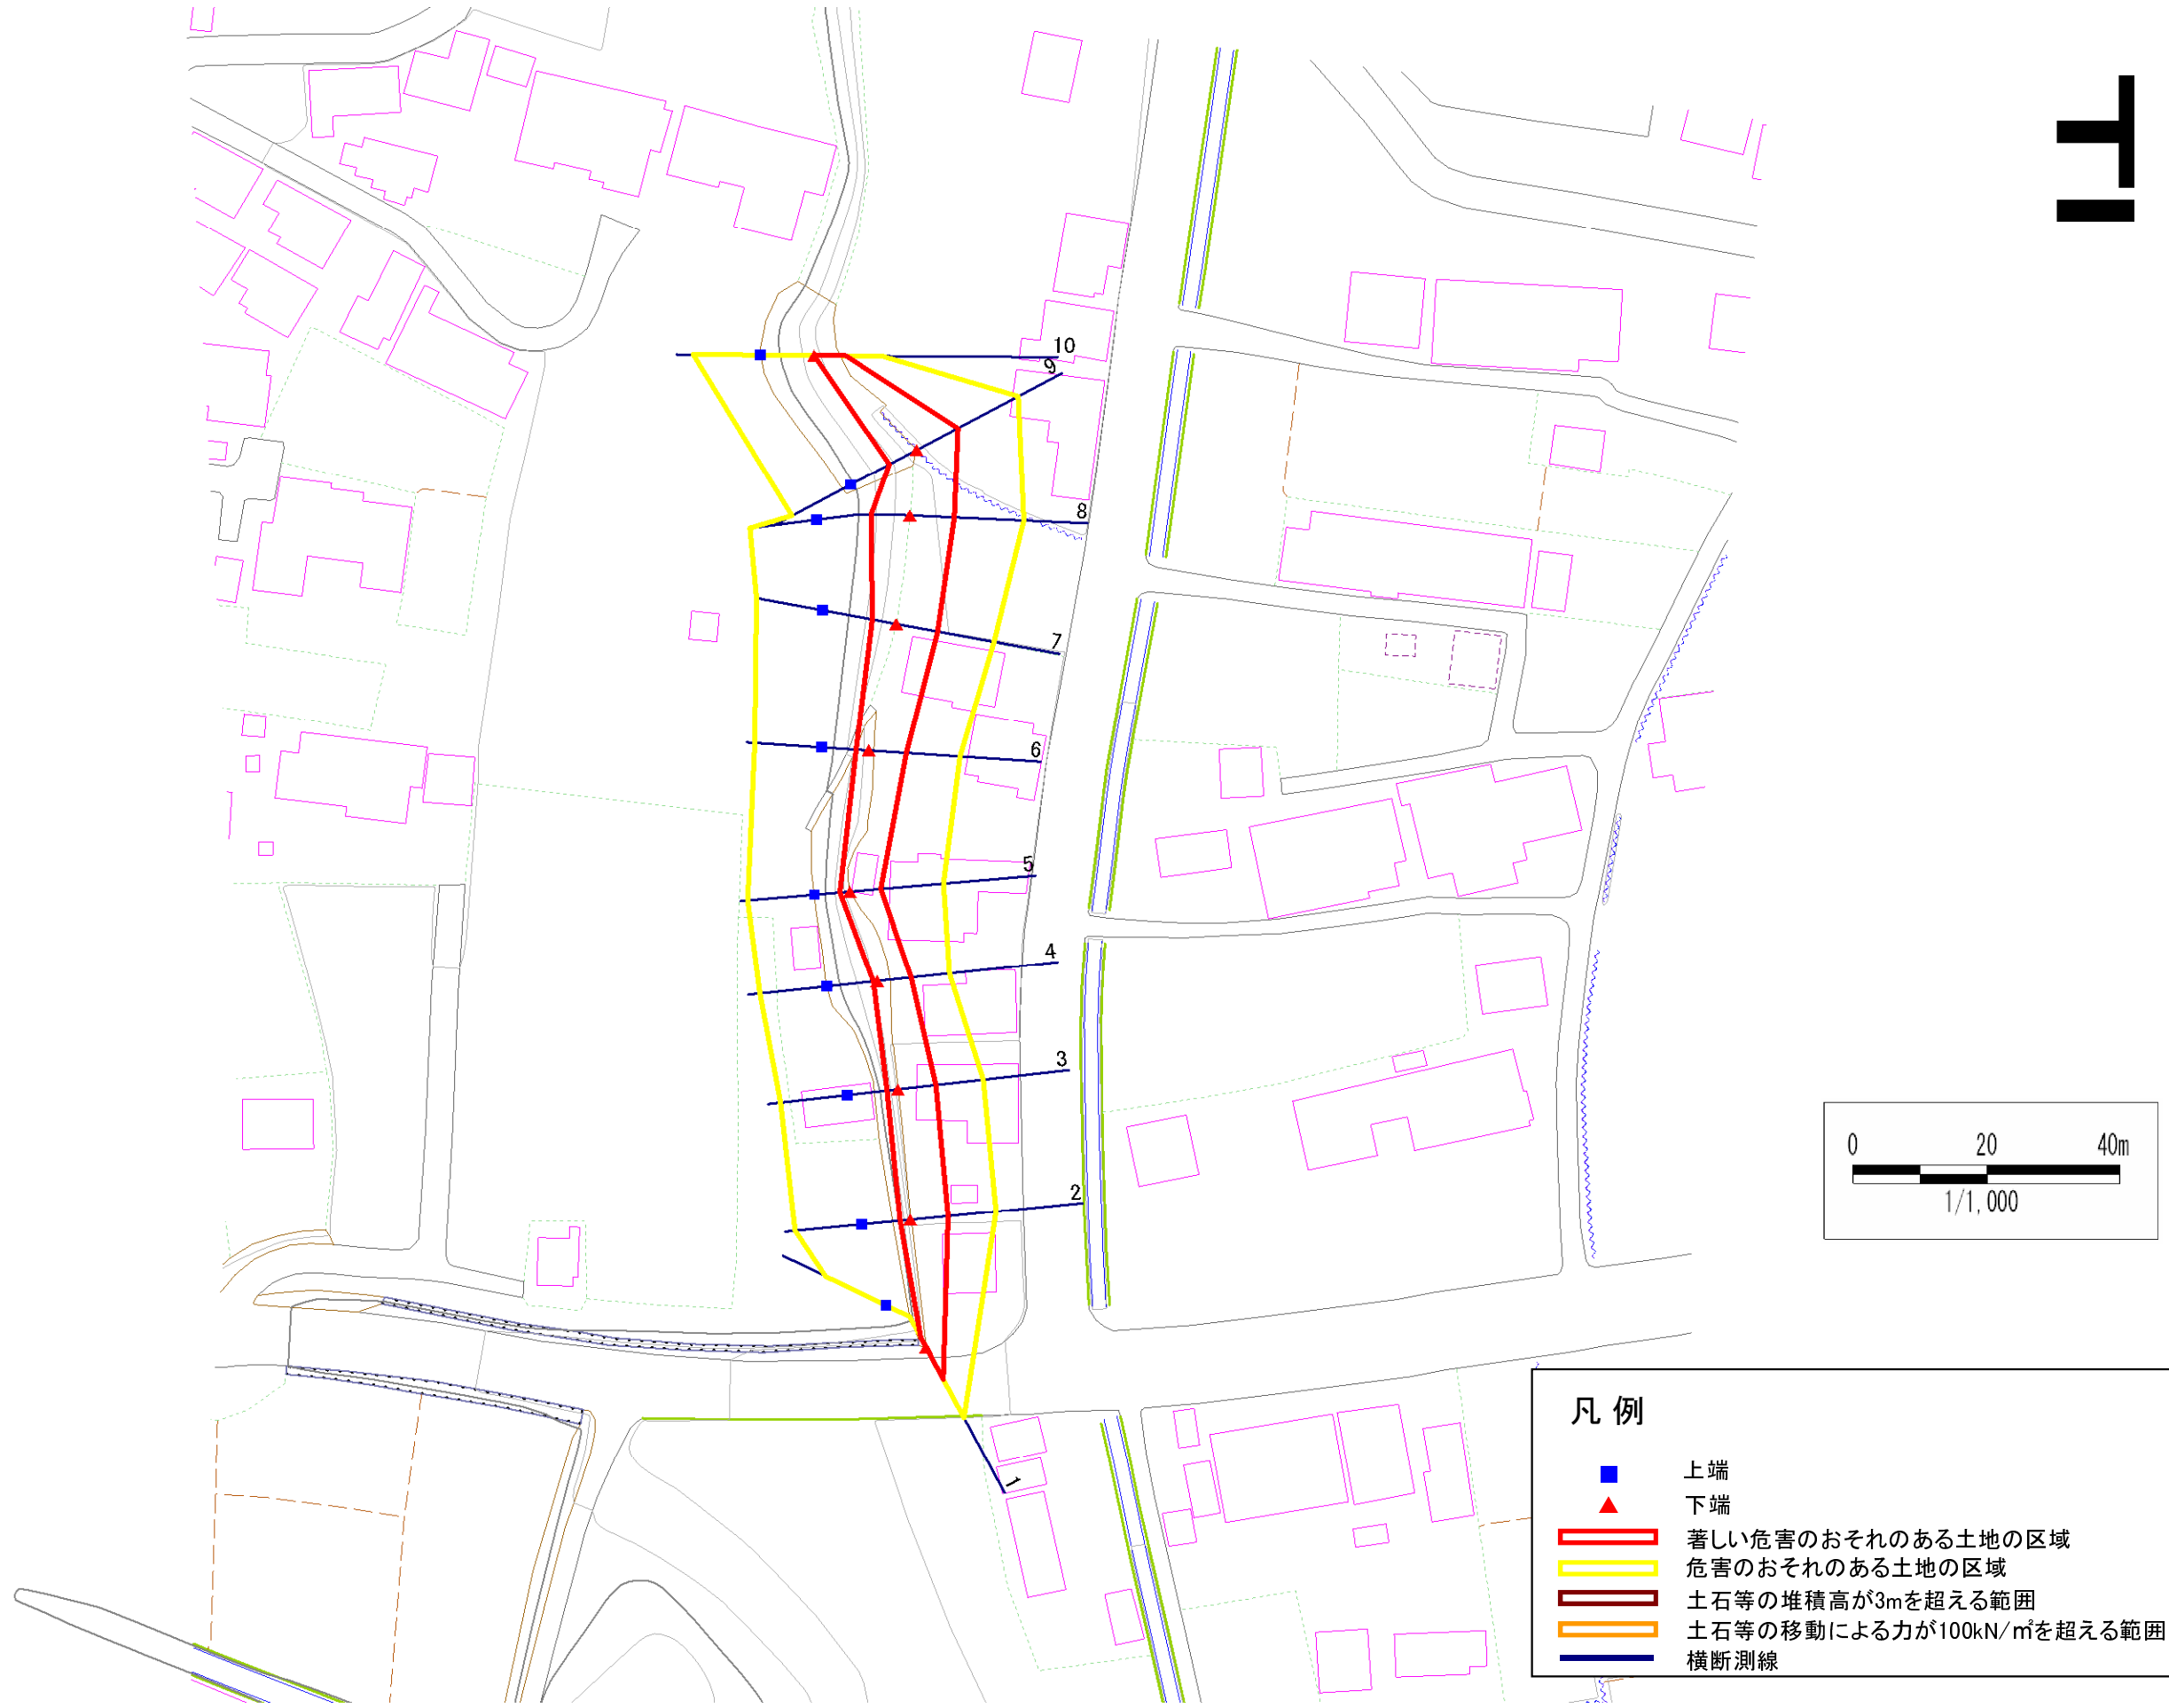 10
9
8
7
6
5
4
3
2
1
0 20 40m
1/1,000
凡 例
上端
下端
著しい危害のおそれのある土地の区域
危害のおそれのある土地の区域
土石等の堆積高が3mを超える範囲
土石等の移動による力が100kN/㎡を超える範囲
横断測線